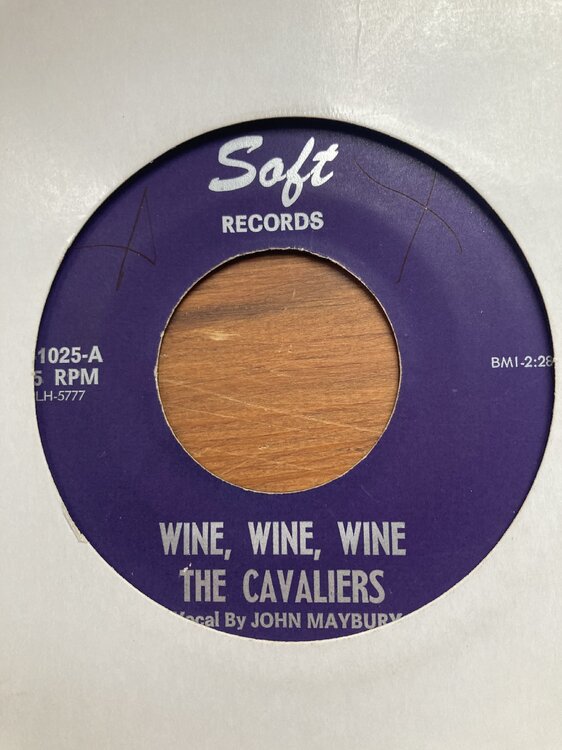 Soft
RECORDS
1025-A
5 RPM
LH-5777
BMI-2:28
WINE, WINE, WINE
THE CAVALIERS
Vocal By JOHN MAYBURY